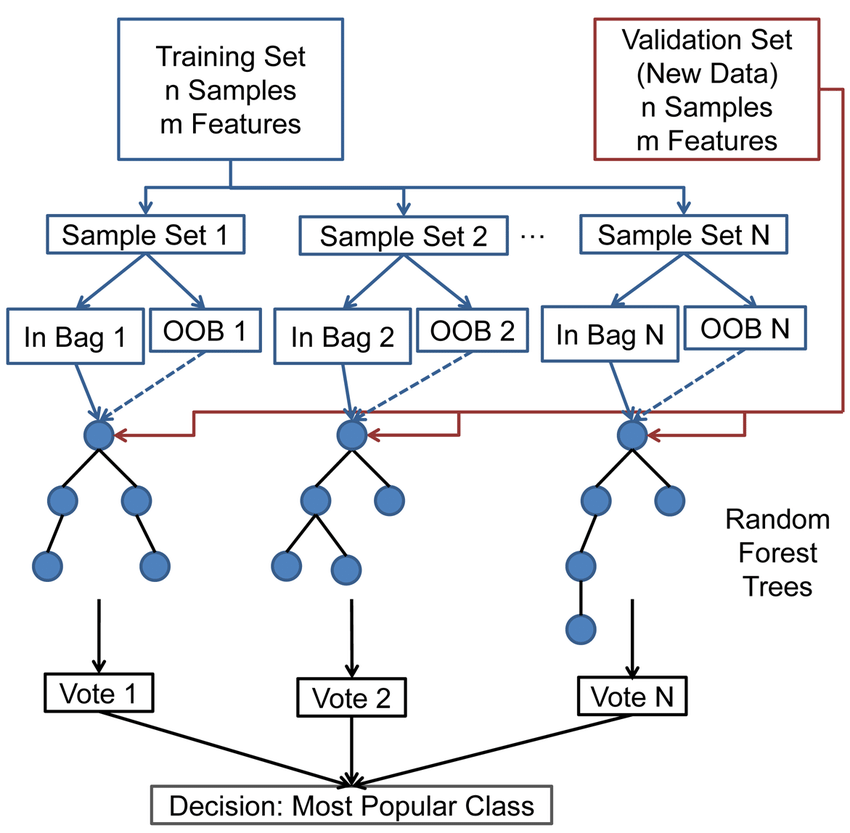 Training Set
n Samples
m Features
Validation Set
(New Data)
n Samples
m Features
Sample Set 1
Sample Set 2
...
Sample Set N
In Bag 1
OOB 1
In Bag 2
OOB 2
In Bag N
OOB N
Random
Forest
Trees
Vote 1
Vote 2
Vote N
Decision: Most Popular Class